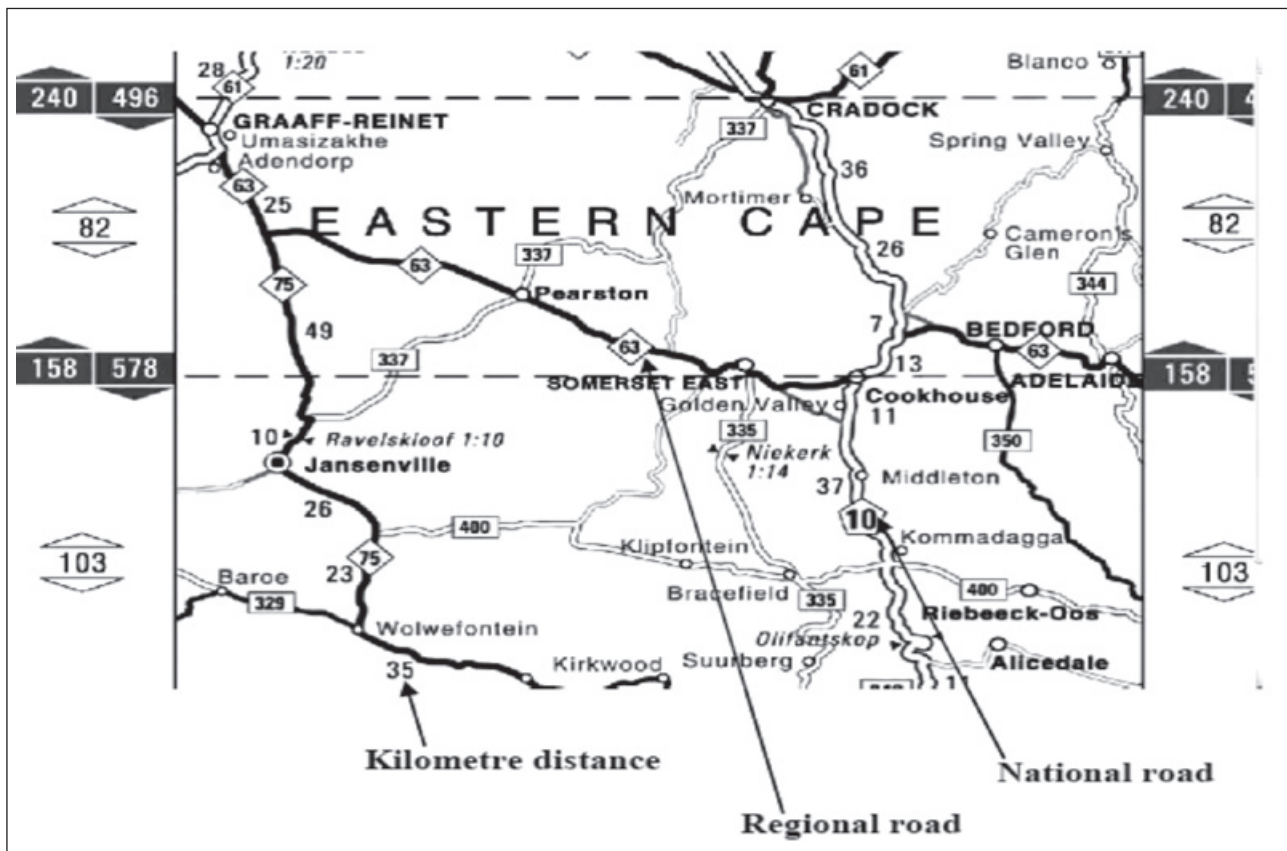 1:20
28
61
61
Blanco
240 496
240
CRADOCK
GRAAFF-REINET
337
Umasizakhe
Spring Valley
Adendorp
36
63
Mortimer
25
EASTERN CAPE
82
82
26
Cameron's
Glen
337
63
75
344
Pearston
7
49
BEDFORD
63
63
337
13
158 578
158
SOMERSET EAST
ADELAIDE
Cookhouse
Golden Valley
11
10
Ravelskloof 1:10
335
350
Niekerk
1:14
Jansenville
Middleton
37
26
10
400
Kommadagga
Klipfontein
75
103
103
23
Baroe
Bracefield
400
329
335
Riebeeck-Oos
22
Wolwefontein
Olifantskop
Suurberg
Alicedale
35
Kirkwood
11
Kilometre distance
National road
Regional road